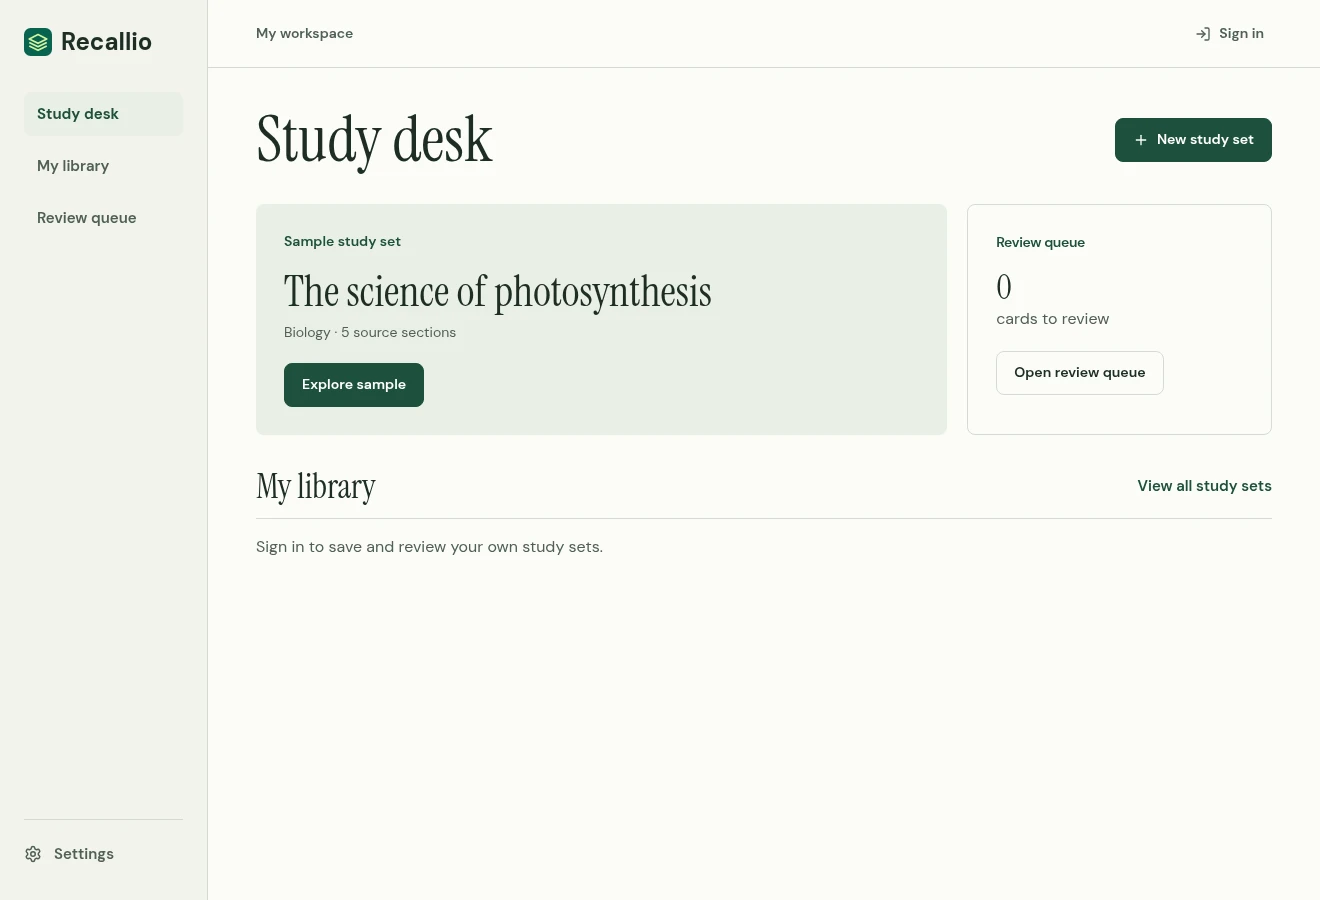 Recallio
Study desk
My library
Review queue
Settings
My workspace
Sign in
Study desk
New study set
Sample study set
The science of photosynthesis
Biology · 5 source sections
Explore sample
Review queue
0
cards to review
Open review queue
My library
View all study sets
Sign in to save and review your own study sets.